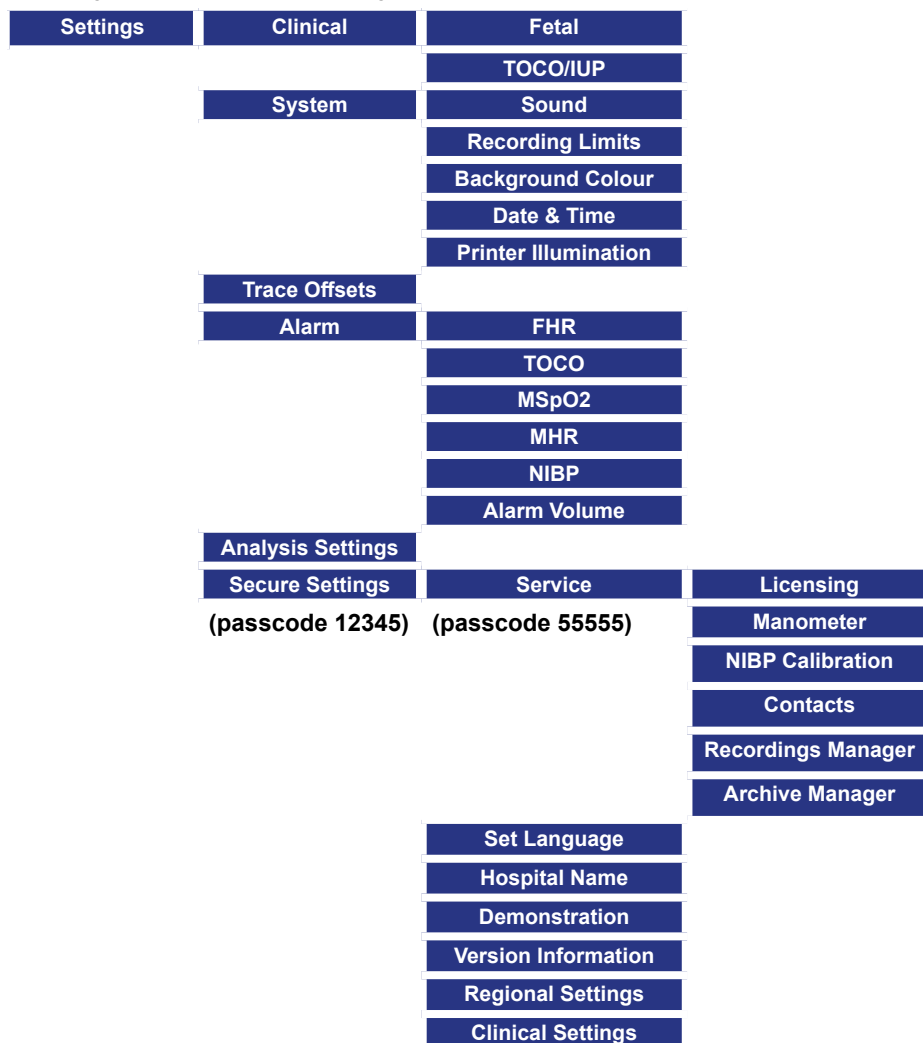 Settings Clinical Fetal
TOCO/IUP
System Sound
Recording Limits
Background Colour
Date & Time
Printer Illumination
Trace Offsets
Alarm FHR
TOCO
MSpO2
MHR
NIBP
Alarm Volume
Analysis Settings
Secure Settings Service Licensing
(passcode 12345) (passcode 55555) Manometer
NIBP Calibration
Contacts
Recordings Manager
Archive Manager
Set Language
Hospital Name
Demonstration
Version Information
Regional Settings
Clinical Settings